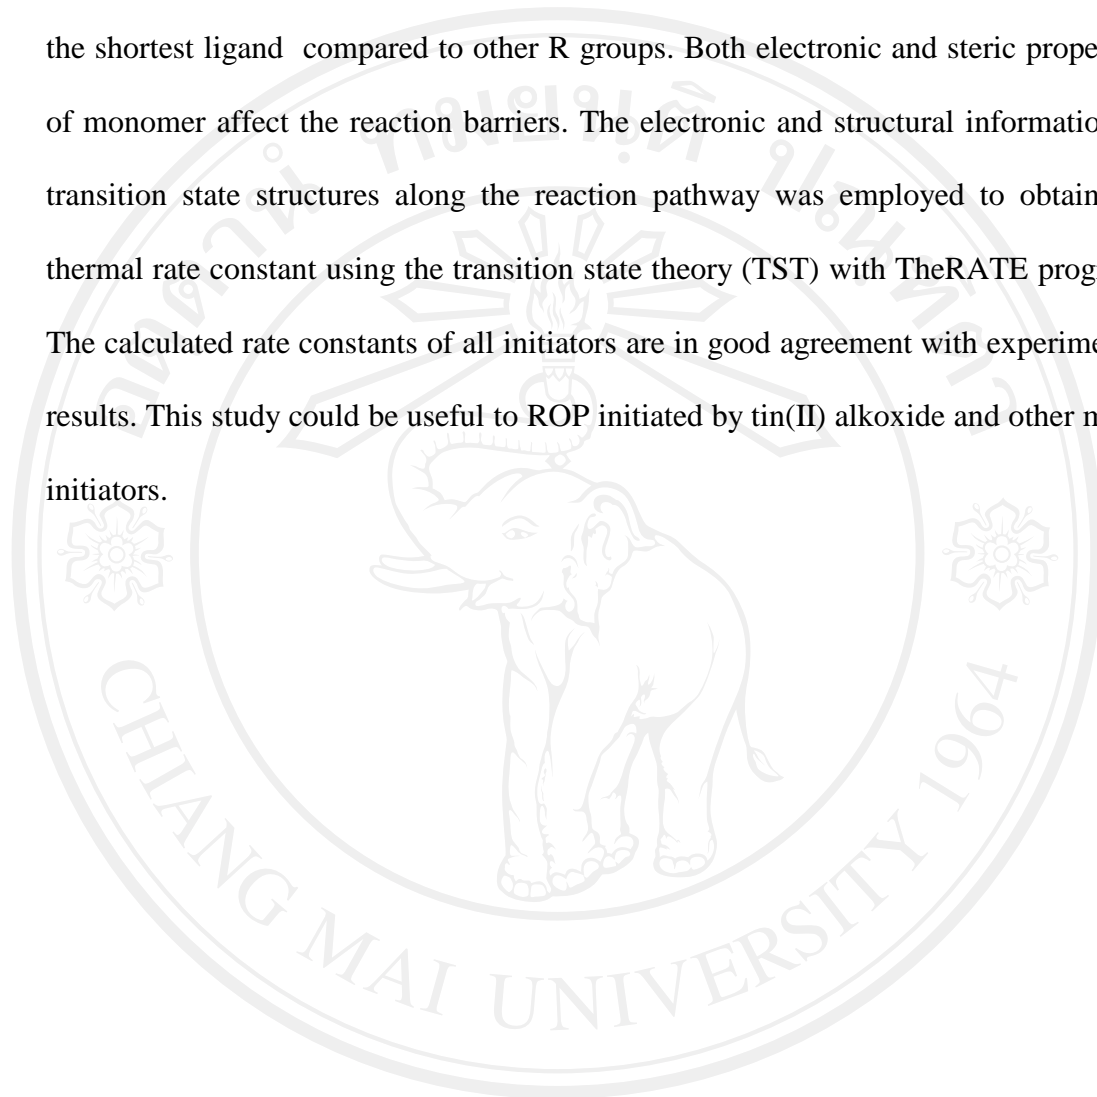 the shortest ligand compared to other R groups. Both electronic and steric prope
of monomer affect the reaction barriers. The electronic and structural informatio
transition state structures along the reaction pathway was employed to obtain
thermal rate constant using the transition state theory (TST) with TheRATE prog
The calculated rate constants of all initiators are in good agreement with experime
results. This study could be useful to ROP initiated by tin(II) alkoxide and other
initiators.
CHIANG MAI UNIVERSITY 1964